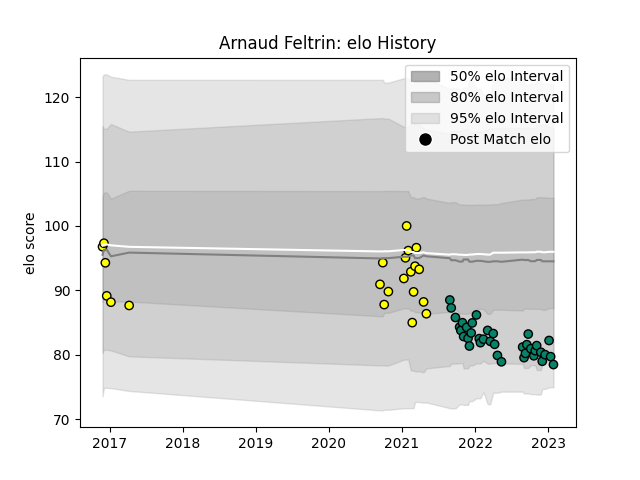 Arnaud Feltrin: elo History
50% elo Interval
80% elo Interval
95% elo Interval
Post Match elo
elo score
120
110
100
90
80
70
2017 2018 2019 2020 2021 2022 2023